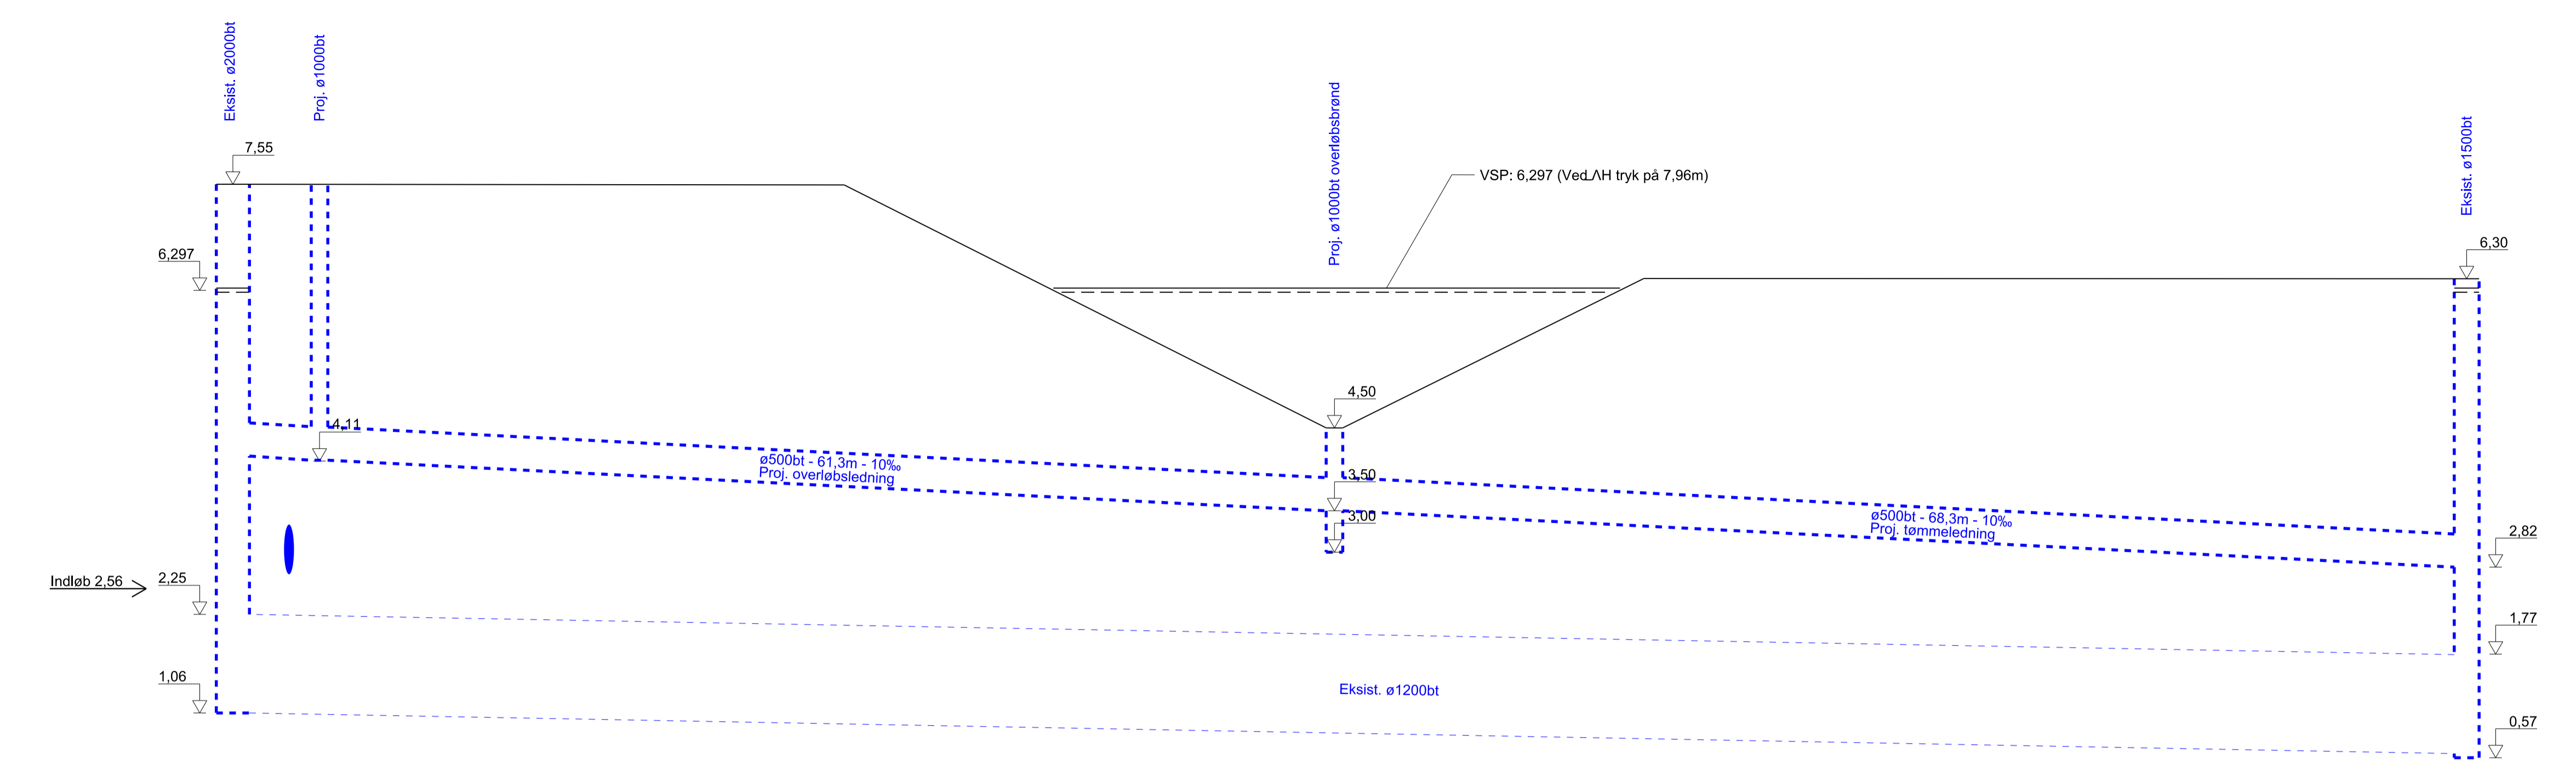 Eksist. ø2000bt
Proj. ø1000bt
Proj. ø1000bt overløbsbrønd
Eksist. ø1500bt
7,55
VSP: 6,297 (Ved ΔH tryk på 7,96m)
6,297
6,30
4,50
4,11
ø500bt - 61,3m - 10‰
Proj. overløbsledning
3,50
3,00
ø500bt - 68,3m - 10‰
Proj. tømmeledning
2,82
Indløb 2,56
2,25
1,77
1,06
Eksist. ø1200bt
0,57